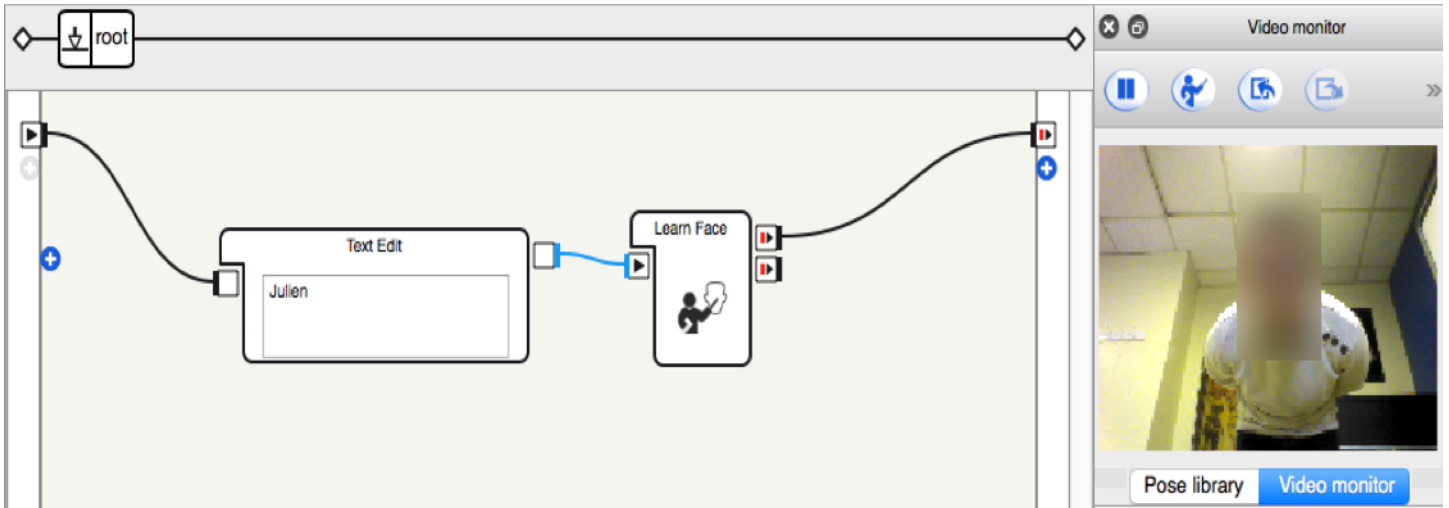 root
Video monitor
Text Edit
Julien
Learn Face
Pose library
Video monitor